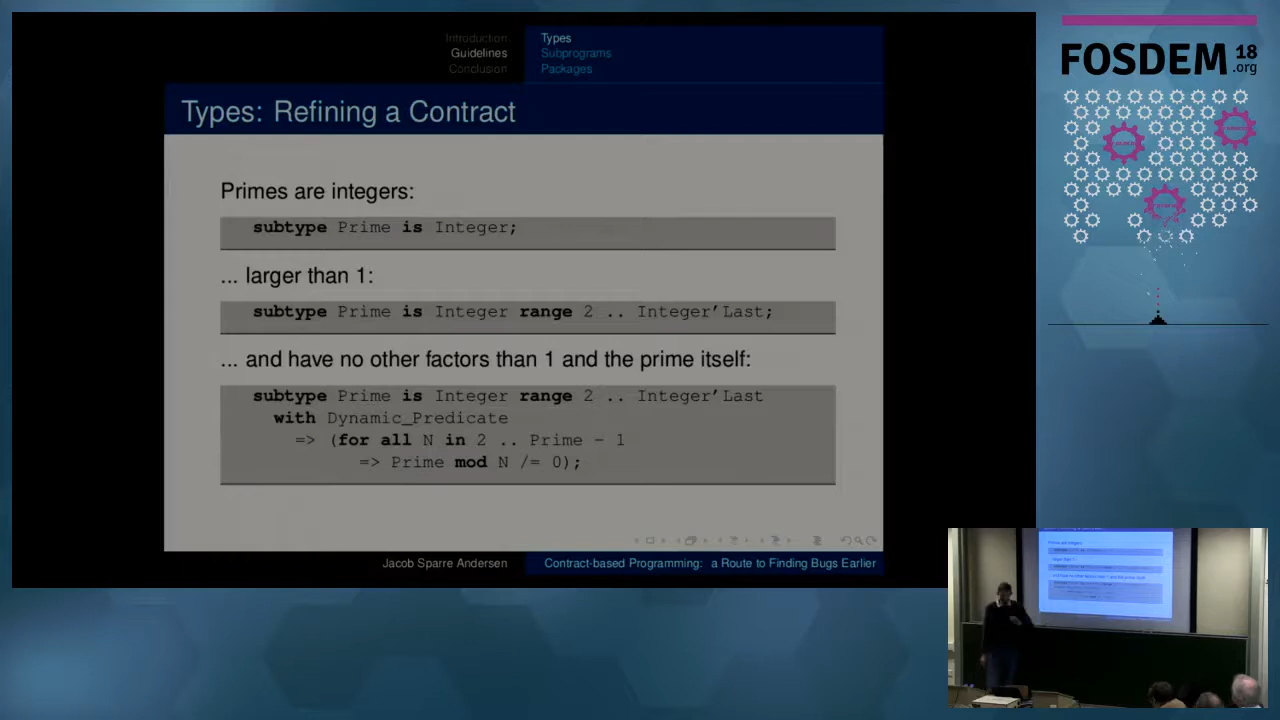 Introduction
Guidelines
Conclusion
Types
Subprograms
Packages
Types: Refining a Contract
Primes are integers:
subtype Prime is Integer;
... larger than 1:
subtype Prime is Integer range 2 .. Integer'Last;
... and have no other factors than 1 and the prime itself:
subtype Prime is Integer range 2 .. Integer'Last
with Dynamic_Predicate
=> (for all N in 2 .. Prime - 1
=> Prime mod N /= 0);
Jacob Sparre Andersen
Contract-based Programming: a Route to Finding Bugs Earlier
FOSDEM 18
.org